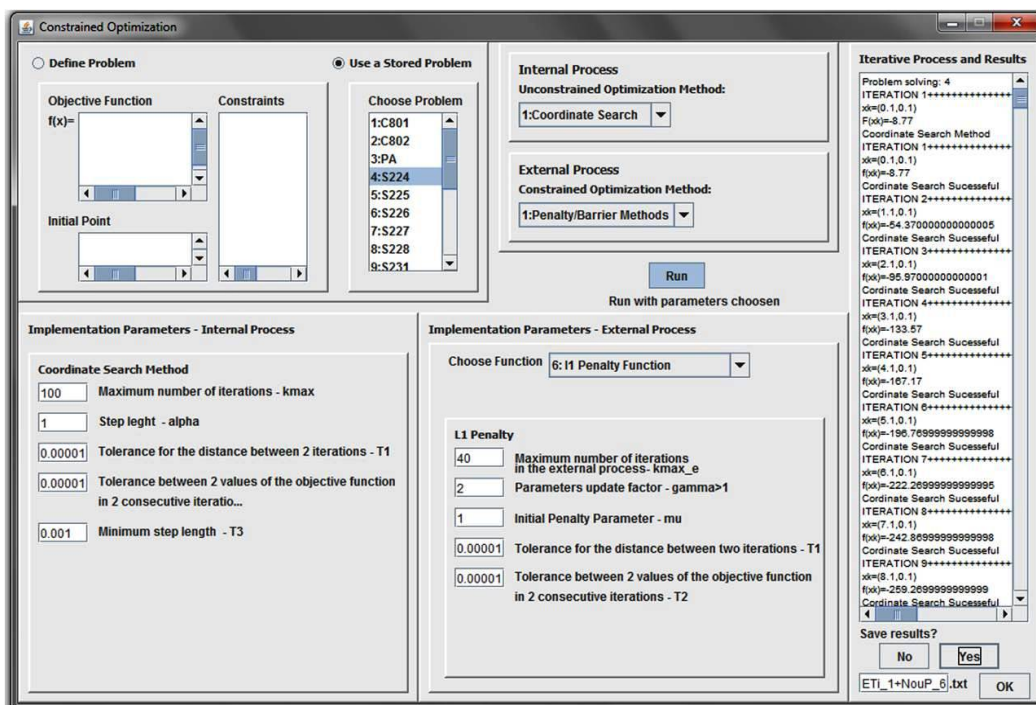 Constrained Optimization
Define Problem
Use a Stored Problem
Objective Function
f(x)=
Constraints
Initial Point
Choose Problem
1:C801
2:C802
3:PA
4:S224
5:S225
6:S226
7:S227
8:S228
9:S231
Internal Process
Unconstrained Optimization Method:
1:Coordinate Search
External Process
Constrained Optimization Method:
1:Penalty/Barrier Methods
Run
Run with parameters choosen
Implementation Parameters - Internal Process
Coordinate Search Method
100 Maximum number of iterations - kmax
1 Step leght - alpha
0.00001 Tolerance for the distance between 2 iterations - T1
0.00001 Tolerance between 2 values of the objective function
in 2 consecutive iteratio...
0.001 Minimum step length - T3
Implementation Parameters - External Process
Choose Function 6: l1 Penalty Function
L1 Penalty
40 Maximum number of iterations
in the external process- kmax_e
2 Parameters update factor - gamma>1
1 Initial Penalty Parameter - mu
0.00001 Tolerance for the distance between two iterations - T1
0.00001 Tolerance between 2 values of the objective function
in 2 consecutive iterations - T2
Iterative Process and Results
Problem solving: 4
ITERATION 1++++++++++++++
xk=(0.1,0.1)
F(xk)=-8.77
Coordinate Search Method
ITERATION 1++++++++++++++
xk=(0.1,0.1)
f(xk)=-8.77
Cordinate Search Sucesseful
ITERATION 2++++++++++++++
xk=(1.1,0.1)
f(xk)=-54.370000000000005
Cordinate Search Sucesseful
ITERATION 3++++++++++++++
xk=(2.1,0.1)
f(xk)=-95.97000000000001
Cordinate Search Sucesseful
ITERATION 4++++++++++++++
xk=(3.1,0.1)
f(xk)=-133.57
Cordinate Search Sucesseful
ITERATION 5++++++++++++++
xk=(4.1,0.1)
f(xk)=-167.17
Cordinate Search Sucesseful
ITERATION 6++++++++++++++
xk=(5.1,0.1)
f(xk)=-196.76999999999998
Cordinate Search Sucesseful
ITERATION 7++++++++++++++
xk=(6.1,0.1)
f(xk)=-222.26999999999995
Cordinate Search Sucesseful
ITERATION 8++++++++++++++
xk=(7.1,0.1)
f(xk)=-242.86999999999998
Cordinate Search Sucesseful
ITERATION 9++++++++++++++
xk=(8.1,0.1)
f(xk)=-259.2699999999999
Cordinate Search Sucesseful
Save results?
No Yes
ETi_1+NouP_6 .txt OK